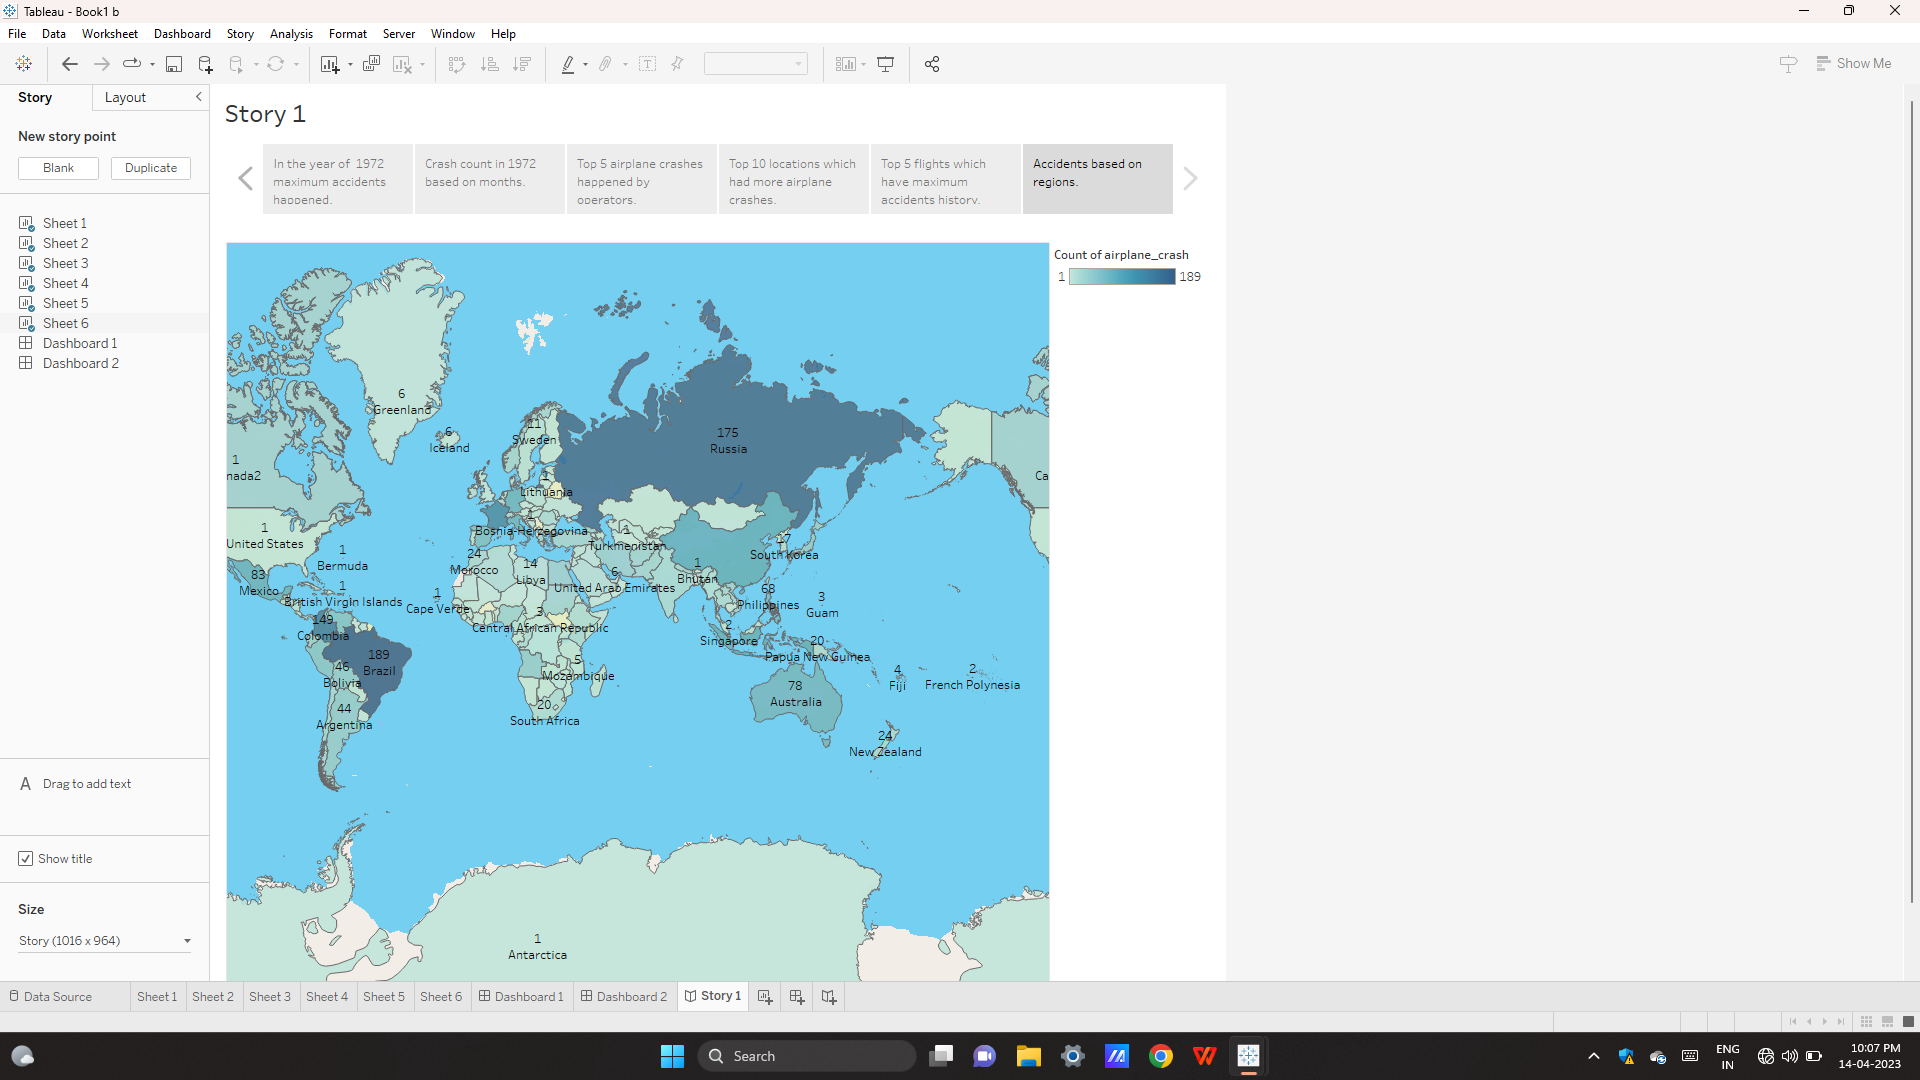 Tableau - Book1 b
File Data Worksheet Dashboard Story Analysis Format Server Window Help
Show Me
Story Layout
New story point
Blank Duplicate
Sheet 1
Sheet 2
Sheet 3
Sheet 4
Sheet 5
Sheet 6
Dashboard 1
Dashboard 2
A Drag to add text
Show title
Size
Story (1016 x 964)
Story 1
In the year of 1972
maximum accidents
happened.
Crash count in 1972
based on months.
Top 5 airplane crashes
happened by
operators.
Top 10 locations which
had more airplane
crashes.
Top 5 flights which
have maximum
accidents history.
Accidents based on
regions.
Count of airplane_crash
1 189
6
Greenland
6
Iceland
11
Sweden
175
Russia
1
nada2
Ca
1
Lithuania
1
United States
1
Bosnia-Hercegovina
1
Turkmenistan
17
South Korea
1
Bermuda
24
Morocco
14
Libya
6
United Arab Emirates
1
Bhutan
83
Mexico
1
British Virgin Islands
1
Cape Verde
68
Philippines
3
Guam
149
Colombia
3
Central African Republic
2
Singapore
20
Papua New Guinea
189
Brazil
46
Bolivia
5
Mozambique
4
Fiji
2
French Polynesia
78
Australia
44
Argentina
20
South Africa
24
New Zealand
1
Antarctica
Data Source Sheet 1 Sheet 2 Sheet 3 Sheet 4 Sheet 5 Sheet 6 Dashboard 1 Dashboard 2 Story 1
Search
ENG
IN
10:07 PM
14-04-2023